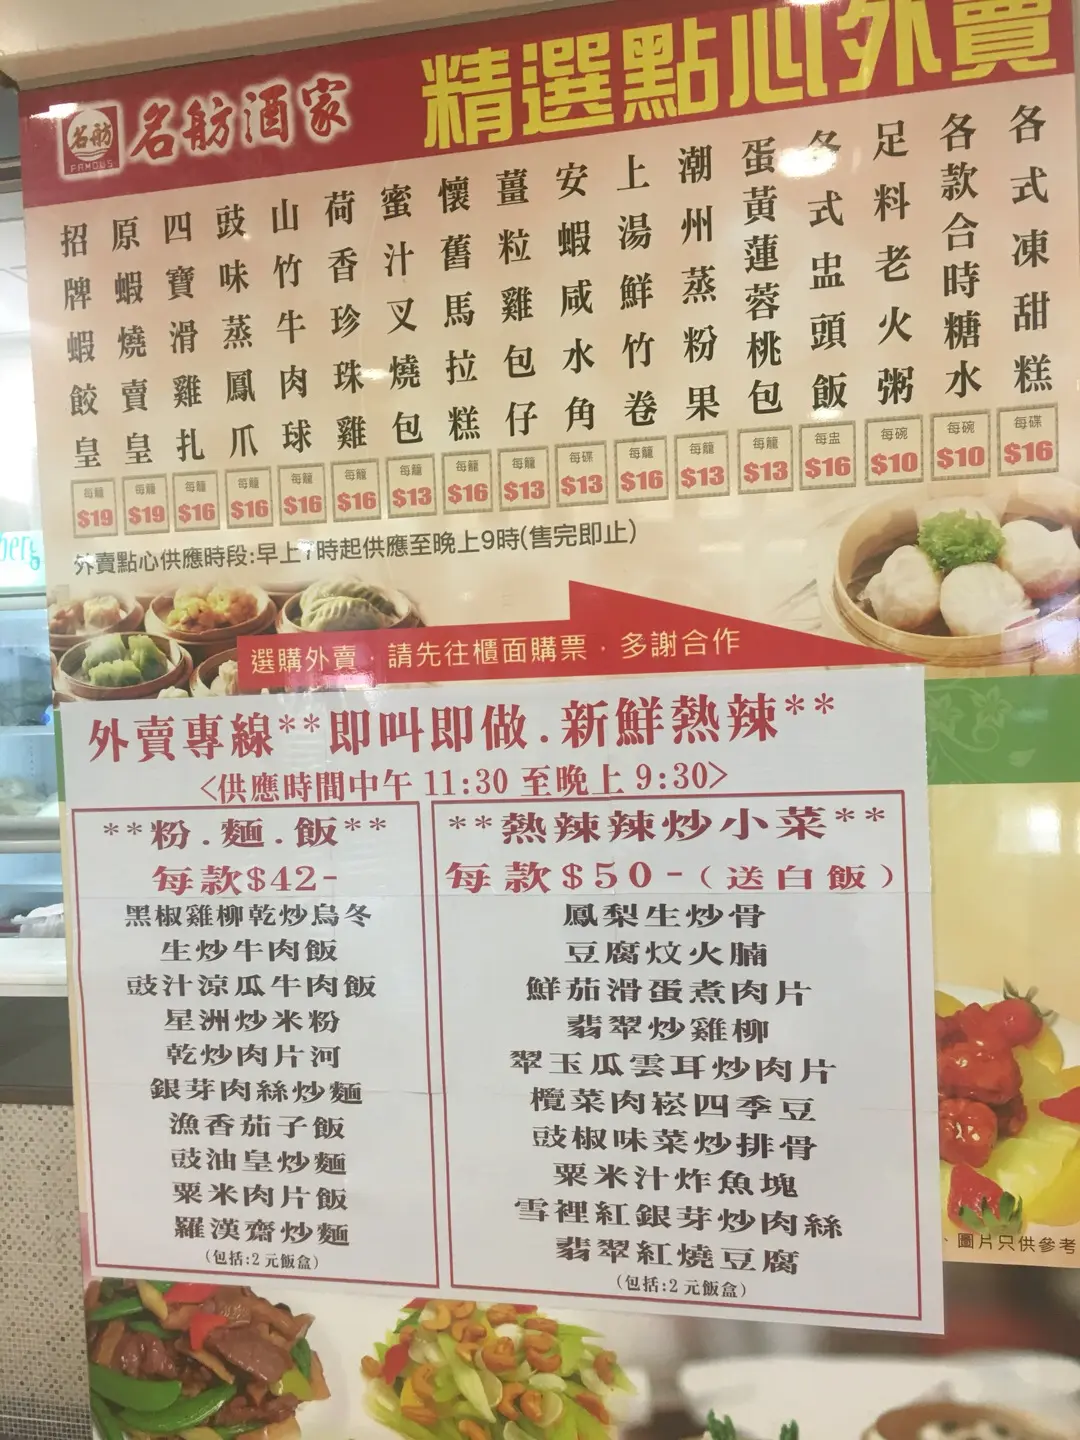 名舫
FAMOUS
名舫酒家
精選點心外賣
招牌蝦餃皇 每籠 $19
原蝦燒賣皇 每籠 $19
四寶滑雞扎 每籠 $16
豉味蒸鳳爪 每籠 $16
山竹牛肉球 每籠 $16
荷香珍珠雞 每籠 $16
蜜汁叉燒包 每籠 $13
懷舊馬拉糕 每籠 $16
薑粒雞包仔 每籠 $13
安蝦咸水角 每碟 $13
上湯鮮竹卷 每籠 $16
潮州蒸粉果 每籠 $13
蛋黃蓮蓉桃包 每籠 $13
各式盅頭飯 每盅 $16
足料老火粥 每碗 $10
各款合時糖水 每碗 $10
各式凍甜糕 每碟 $16
外賣點心供應時段:早上7時起供應至晚上9時(售完即止)
選購外賣．請先往櫃面購票．多謝合作
外賣專線**即叫即做.新鮮熱辣**
<供應時間中午 11:30 至晚上 9:30>
**粉.麵.飯**
每款$42-
黑椒雞柳乾炒烏冬
生炒牛肉飯
豉汁涼瓜牛肉飯
星洲炒米粉
乾炒肉片河
銀芽肉絲炒麵
漁香茄子飯
豉油皇炒麵
粟米肉片飯
羅漢齋炒麵
(包括:2 元飯盒)
**熱辣辣炒小菜**
每款$50-(送白飯)
鳳梨生炒骨
豆腐炆火腩
鮮茄滑蛋煮肉片
翡翠炒雞柳
翠玉瓜雲耳炒肉片
欖菜肉崧四季豆
豉椒味菜炒排骨
粟米汁炸魚塊
雪裡紅銀芽炒肉絲
翡翠紅燒豆腐
(包括:2 元飯盒)
、圖片只供參考